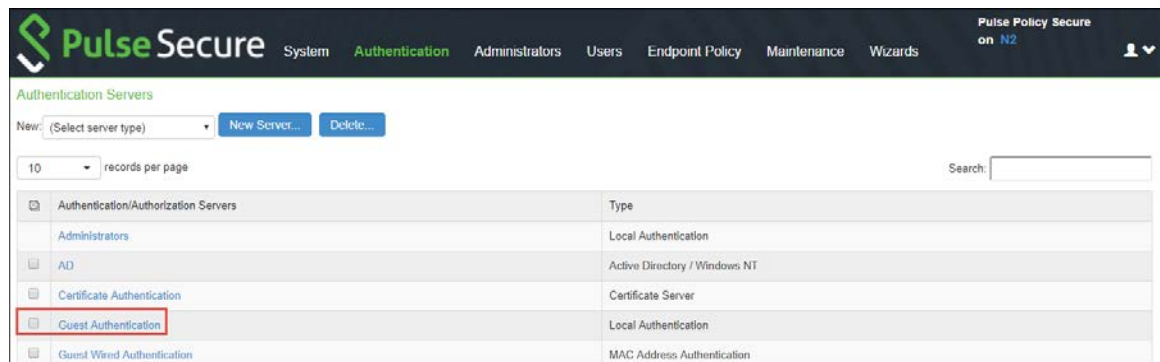 Pulse Secure System Authentication Administrators Users Endpoint Policy Maintenance Wizards
Pulse Policy Secure
on N2
Authentication Servers
New: (Select server type) New Server... Delete...
10 records per page Search:
Authentication/Authorization Servers Type
Administrators Local Authentication
AD Active Directory / Windows NT
Certificate Authentication Certificate Server
Guest Authentication Local Authentication
Guest Wired Authentication MAC Address Authentication